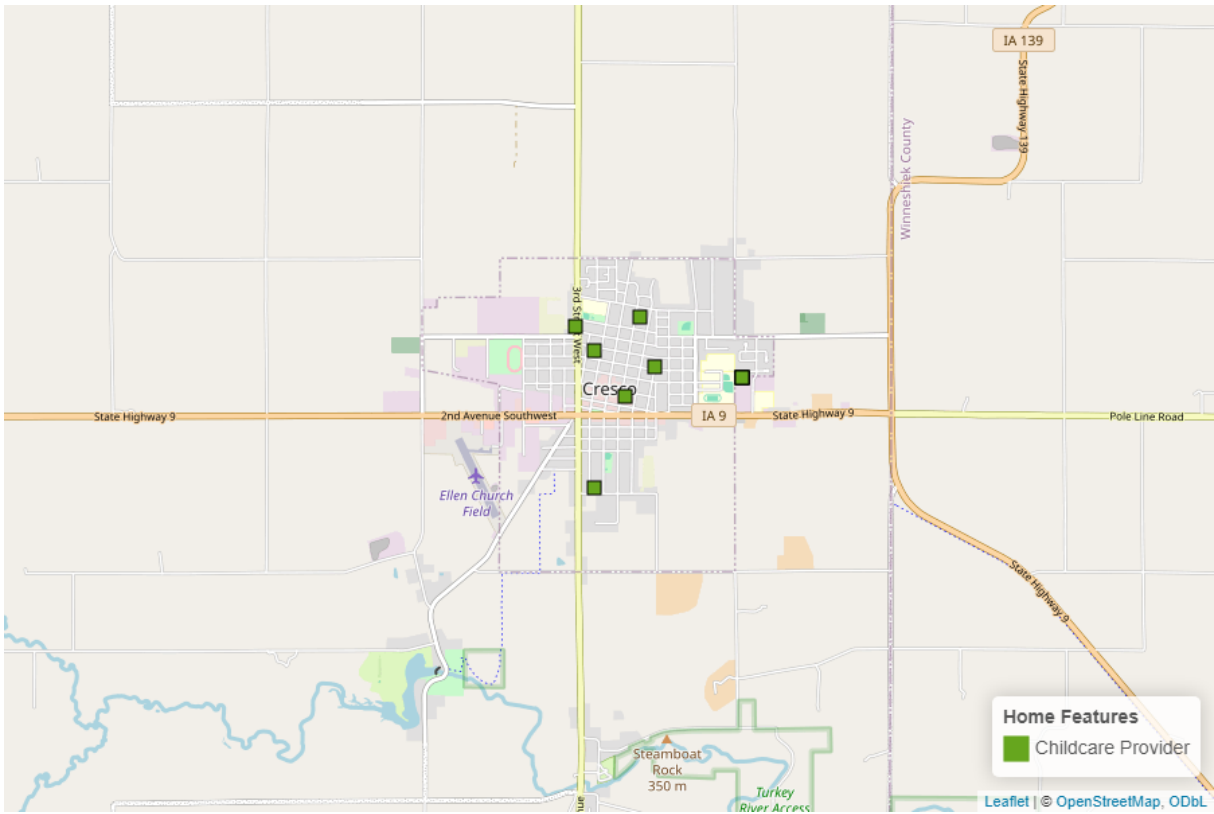 IA 139
State Highway 139
Winneshiek County
3rd Street West
Cresco
State Highway 9
2nd Avenue Southwest
IA 9
State Highway 9
Pole Line Road
Ellen Church
Field
State Highway 9
Home Features
Childcare Provider
Steamboat
Rock
350 m
Turkey
River Access
Leaflet | © OpenStreetMap, ODbL